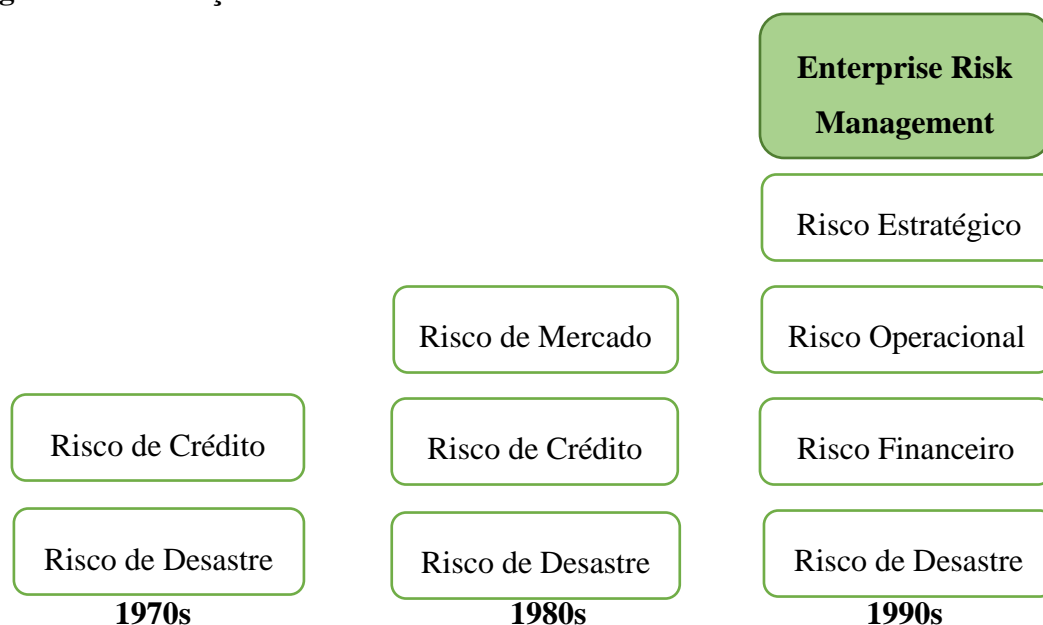 Enterprise Risk
Management
Risco Estratégico
Risco de Mercado
Risco Operacional
Risco de Crédito
Risco de Crédito
Risco Financeiro
Risco de Desastre
Risco de Desastre
Risco de Desastre
1970s
1980s
1990s